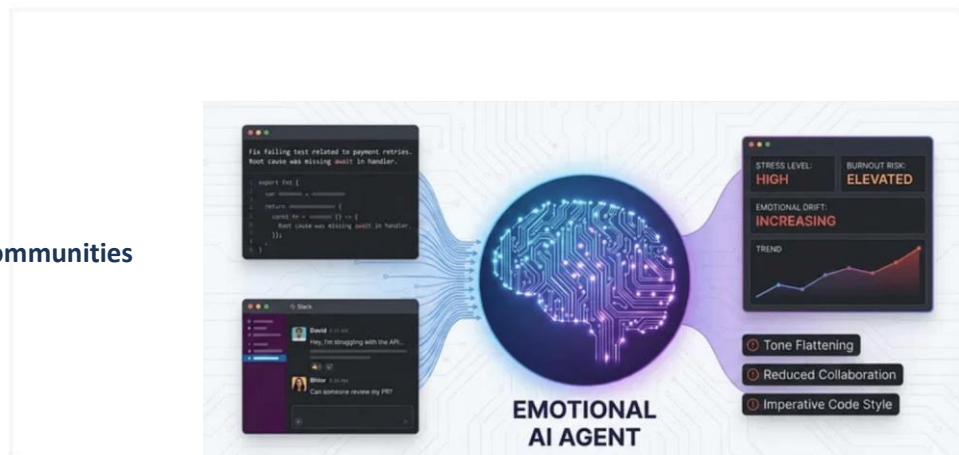 ommunities
Fix failing test related to payment retries.
Root cause was missing await in handler.
export fnt {
var =
return {
const fr = () => {
Root cause was missing await in handler.
});
}
Slack
David
Hey, I'm struggling with the API...
Can someone review my PR?
EMOTIONAL
AI AGENT
STRESS LEVEL:
HIGH
BURNOUT RISK:
ELEVATED
EMOTIONAL DRIFT:
INCREASING
TREND
Tone Flattening
Reduced Collaboration
Imperative Code Style